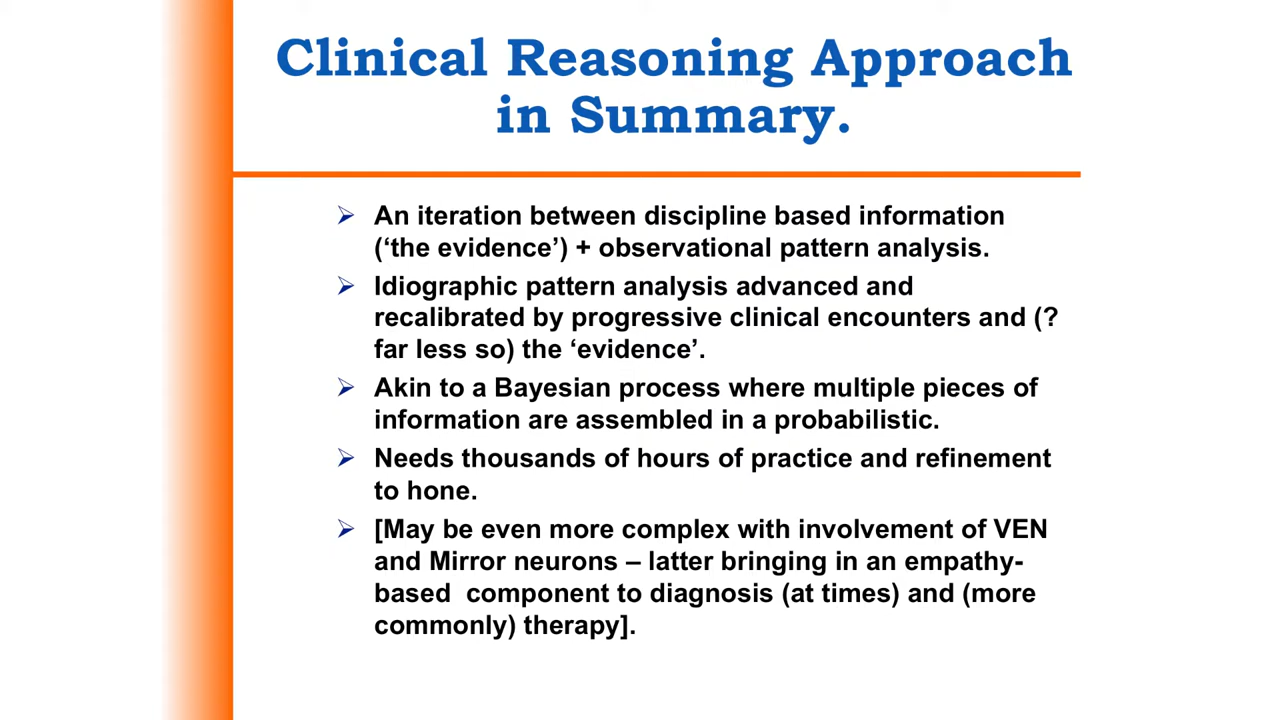 Clinical Reasoning Approach
in Summary.
An iteration between discipline based information
(‘the evidence’) + observational pattern analysis.
Idiographic pattern analysis advanced and
recalibrated by progressive clinical encounters and (?
far less so) the ‘evidence’.
Akin to a Bayesian process where multiple pieces of
information are assembled in a probabilistic.
Needs thousands of hours of practice and refinement
to hone.
[May be even more complex with involvement of VEN
and Mirror neurons – latter bringing in an empathy-
based  component to diagnosis (at times) and (more
commonly) therapy].